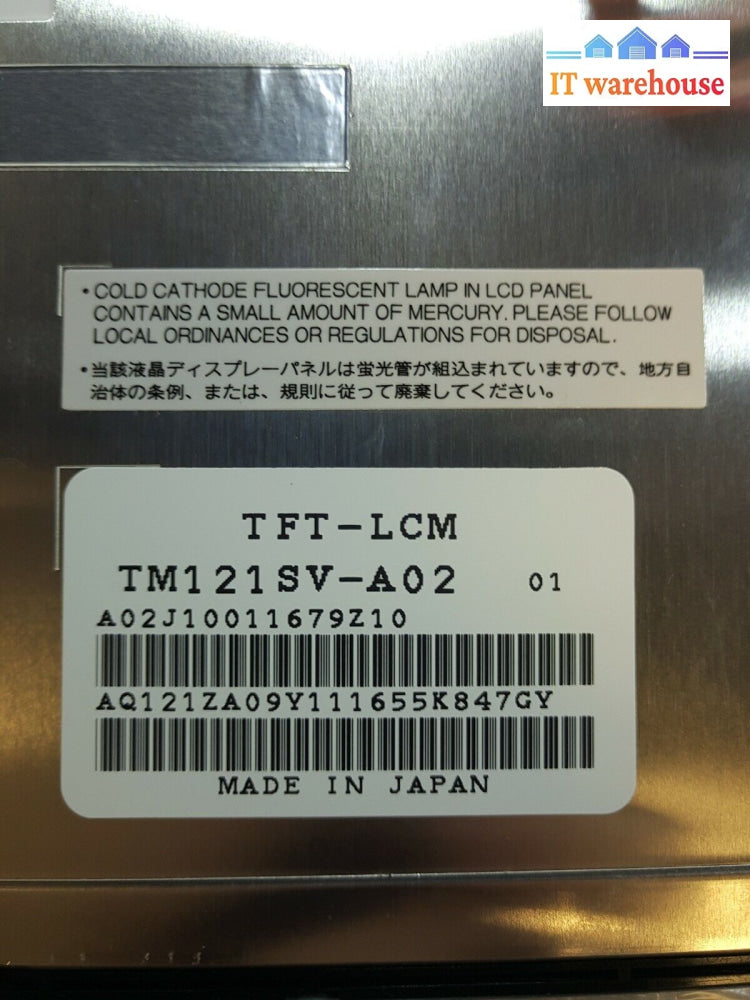 IT warehouse
•COLD CATHODE FLUORESCENT LAMP IN LCD PANEL
CONTAINS A SMALL AMOUNT OF MERCURY. PLEASE FOLLOW
LOCAL ORDINANCES OR REGULATIONS FOR DISPOSAL.
•当該液晶ディスプレーパネルは蛍光管が組込まれていますので、地方自
治体の条例、または、規則に従って廃棄してください。
TFT-LCM
TM121SV-A02 01
A02J10011679Z10
AQ121ZA09Y111655K847GY
MADE IN JAPAN